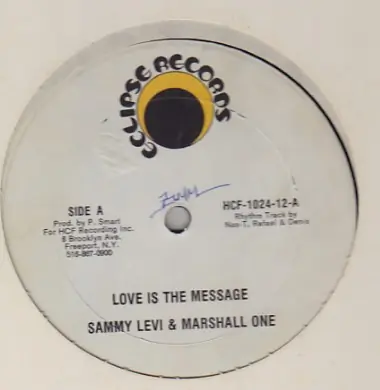 ECLIPSE RECORDS
SIDE A
Prod. by P. Smart
For HCF Recording Inc.
8 Brooklyn Ave.
Freeport, N.Y.
516-867-0900
HCF-1024-12-A
Rhythm Track by
Nan-T, Rafael & Denis
LOVE IS THE MESSAGE
SAMMY LEVI & MARSHALL ONE